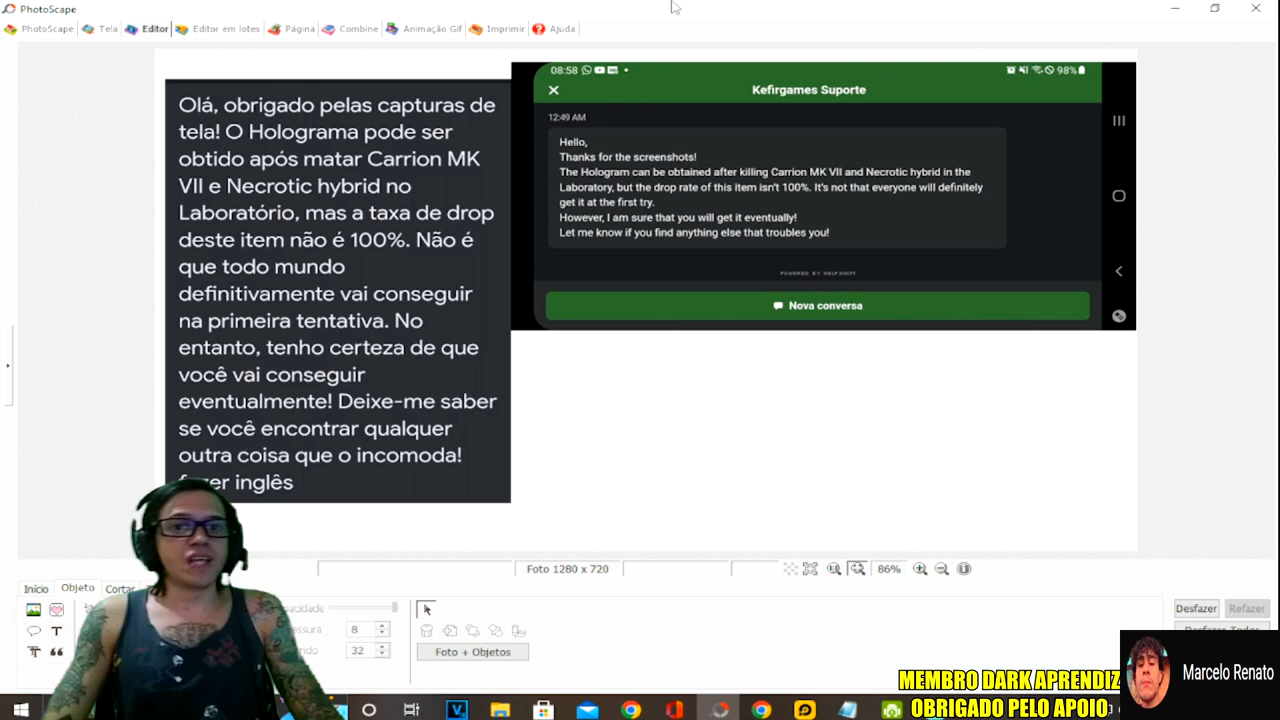 PhotoScape
PhotoScape
Tela
Editor
Editor em lotes
Página
Combine
Animação Gif
Imprimir
Ajuda
Olá, obrigado pelas capturas de
tela! O Holograma pode ser
obtido após matar Carrion MK
VII e Necrotic hybrid no
Laboratório, mas a taxa de drop
deste item não é 100%. Não é
que todo mundo
definitivamente vai conseguir
na primeira tentativa. No
entanto, tenho certeza de que
você vai conseguir
eventualmente! Deixe-me saber
se você encontrar qualquer
outra coisa que o incomoda!
inglês
08:58
98%
Kefirgames Suporte
12:49 AM
Hello,
Thanks for the screenshots!
The Hologram can be obtained after killing Carrion MK VII and Necrotic hybrid in the
Laboratory, but the drop rate of this item isn't 100%. It's not that everyone will definitely
get it at the first try.
However, I am sure that you will get it eventually!
Let me know if you find anything else that troubles you!
POWERED BY HELPSHIFT
Nova conversa
Foto 1280 x 720
86%
Início
Objeto
Cortar
8
32
Foto + Objetos
Desfazer
Refazer
MEMBRO DARK APRENDIZ
OBRIGADO PELO APOIO
Marcelo Renato